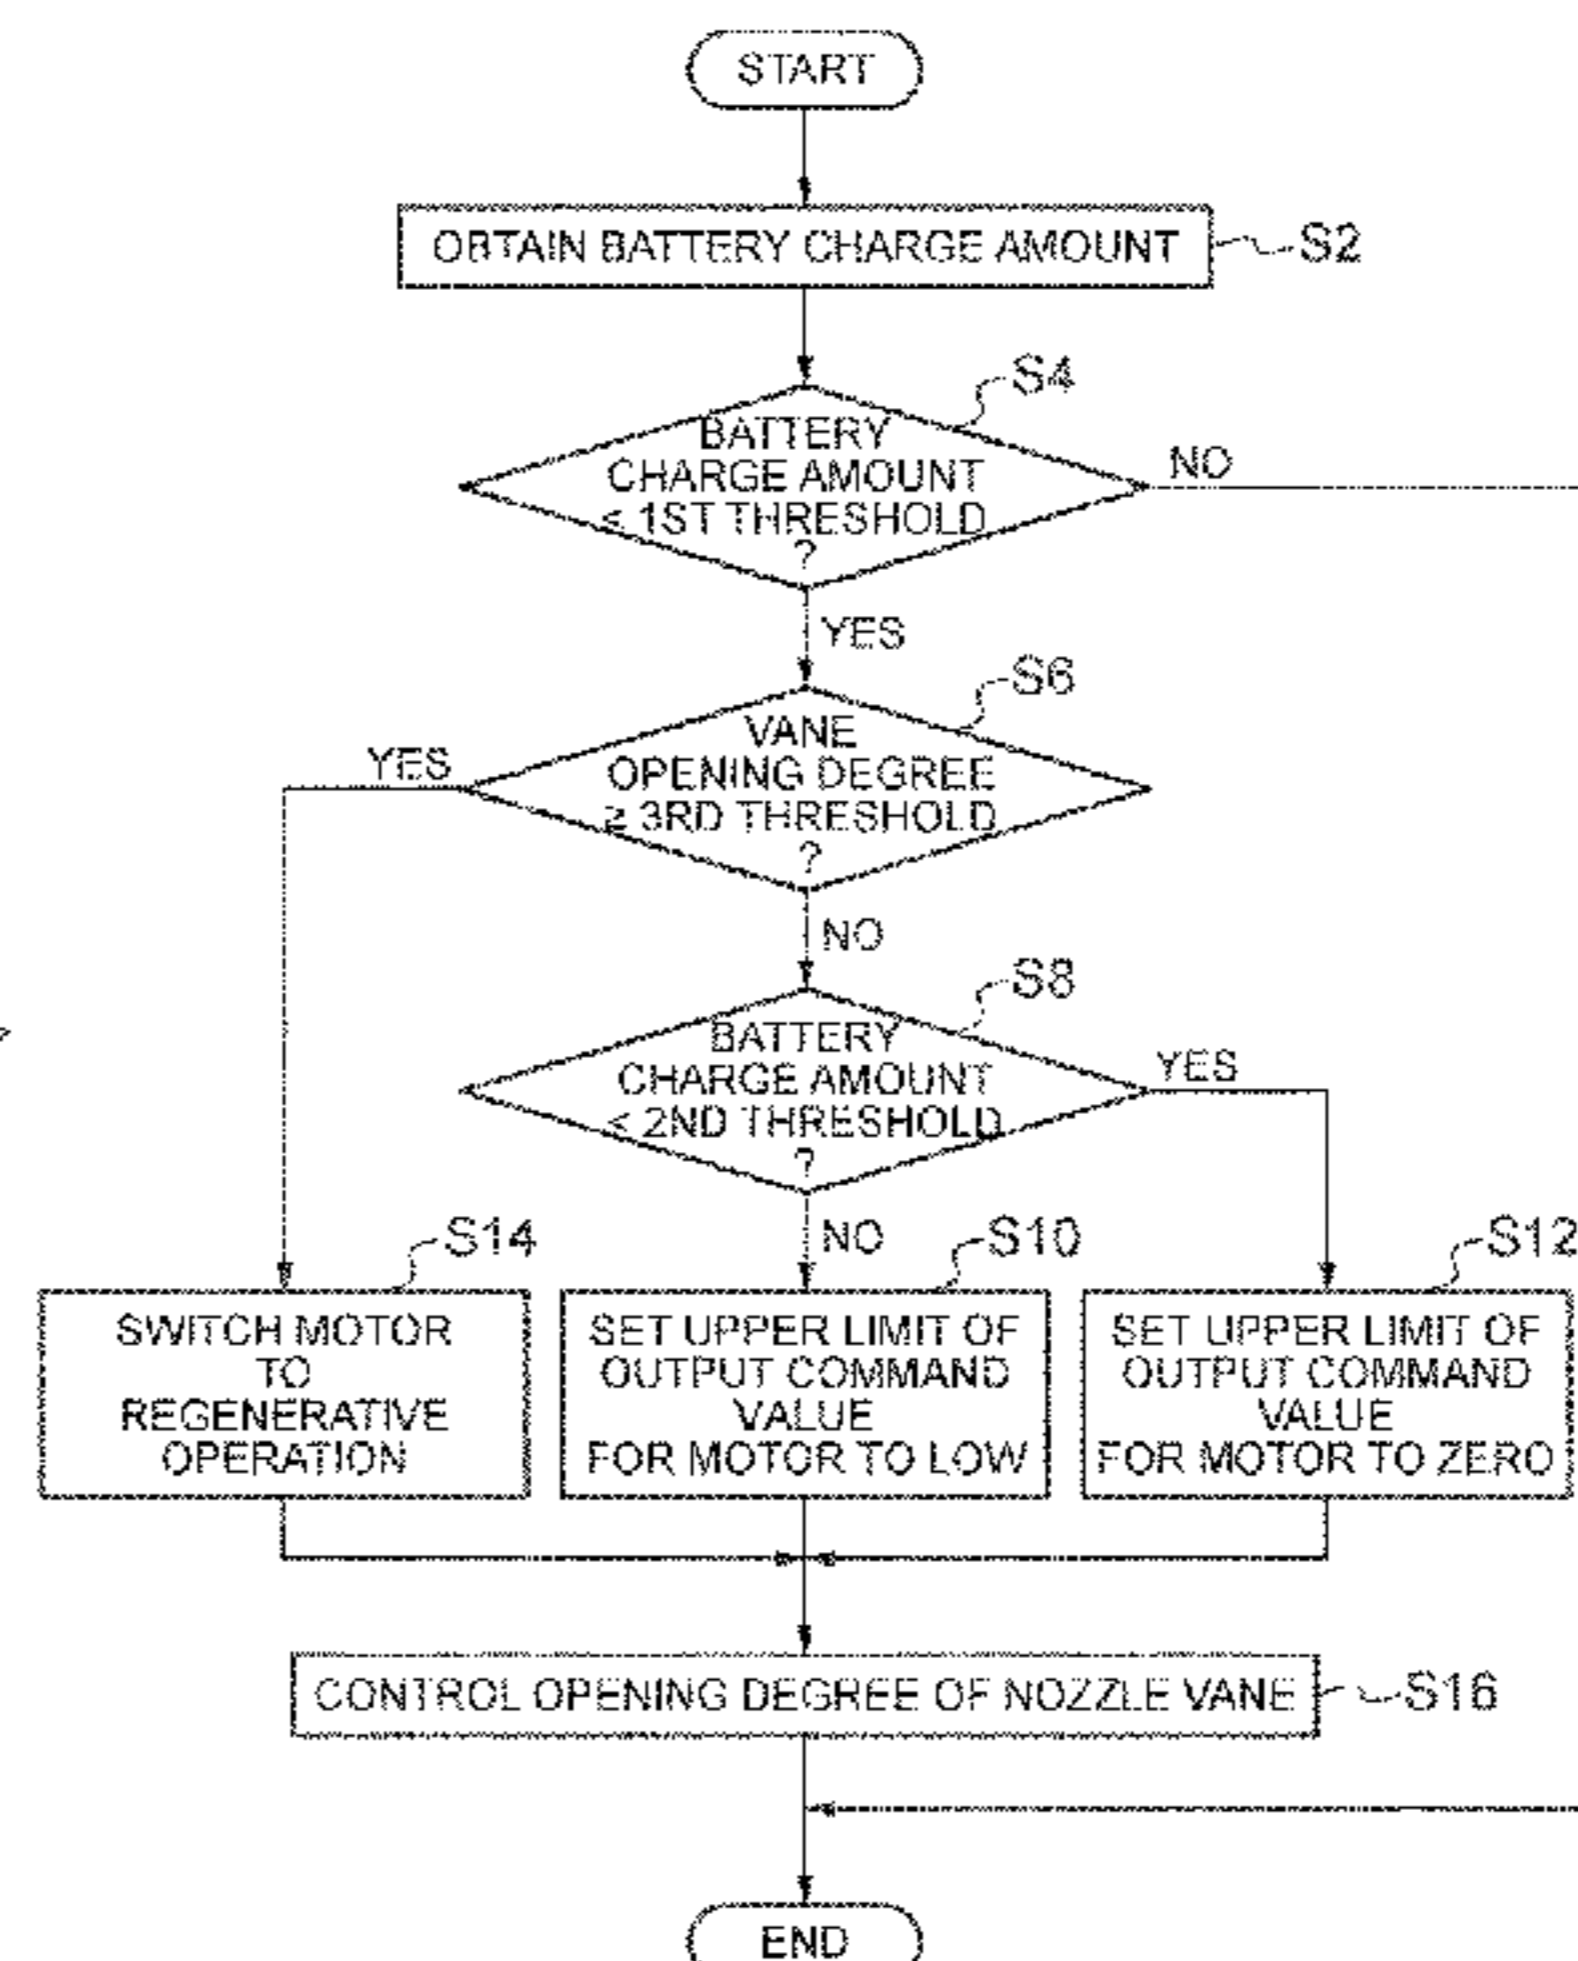 START
OBTAIN BATTERY CHARGE AMOUNT
S2
S4
BATTERY
CHARGE AMOUNT
< 1ST THRESHOLD
?
NO
YES
S6
VANE
OPENING DEGREE
≥ 3RD THRESHOLD
?
YES
NO
S8
BATTERY
CHARGE AMOUNT
< 2ND THRESHOLD
?
YES
NO
S14
SWITCH MOTOR
TO
REGENERATIVE
OPERATION
S10
SET UPPER LIMIT OF
OUTPUT COMMAND
VALUE
FOR MOTOR TO LOW
S12
SET UPPER LIMIT OF
OUTPUT COMMAND
VALUE
FOR MOTOR TO ZERO
CONTROL OPENING DEGREE OF NOZZLE VANE
S16
END